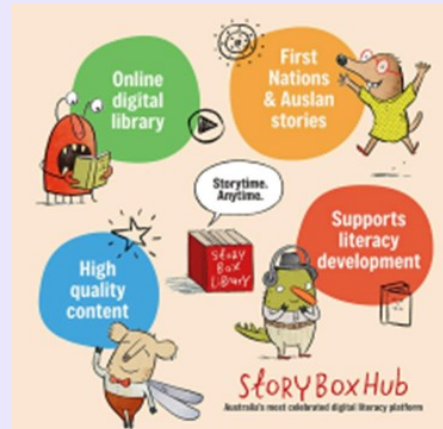 Online
digital
library
First
Nations
& Auslan
stories
Storytime.
Anytime.
Story
Box
Library
Supports
literacy
development
High
quality
content
StoryBoxHub
Australia's most celebrated digital literacy platform